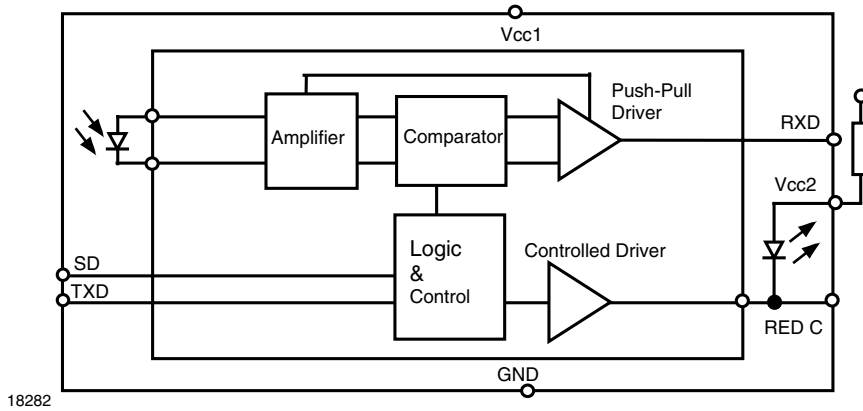 Vcc1
Push-Pull
Driver
Amplifier
Comparator
RXD
Vcc2
Logic
&
Control
Controlled Driver
SD
TXD
RED C
GND
18282